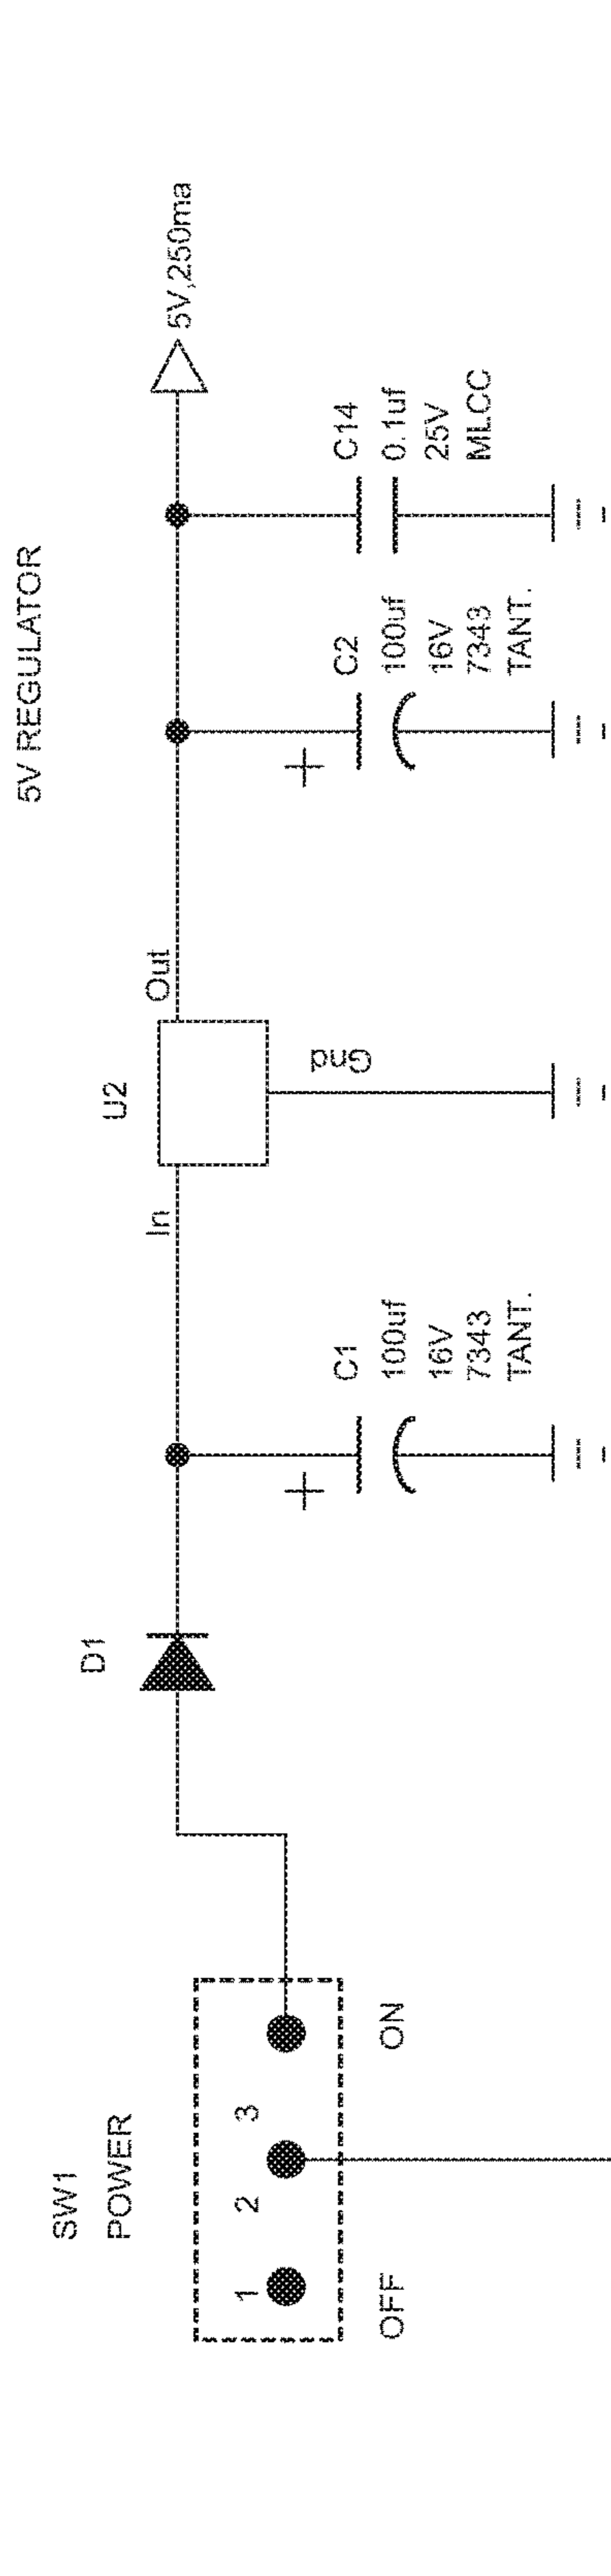 5V REGULATOR
SW1
POWER
1
2
3
OFF
ON
D1
C1
100uf
16V
7343
TANT.
In
U2
Out
Gnd
C2
100uf
16V
7343
TANT.
C14
0.1uf
25V
MLCC
5V,250ma